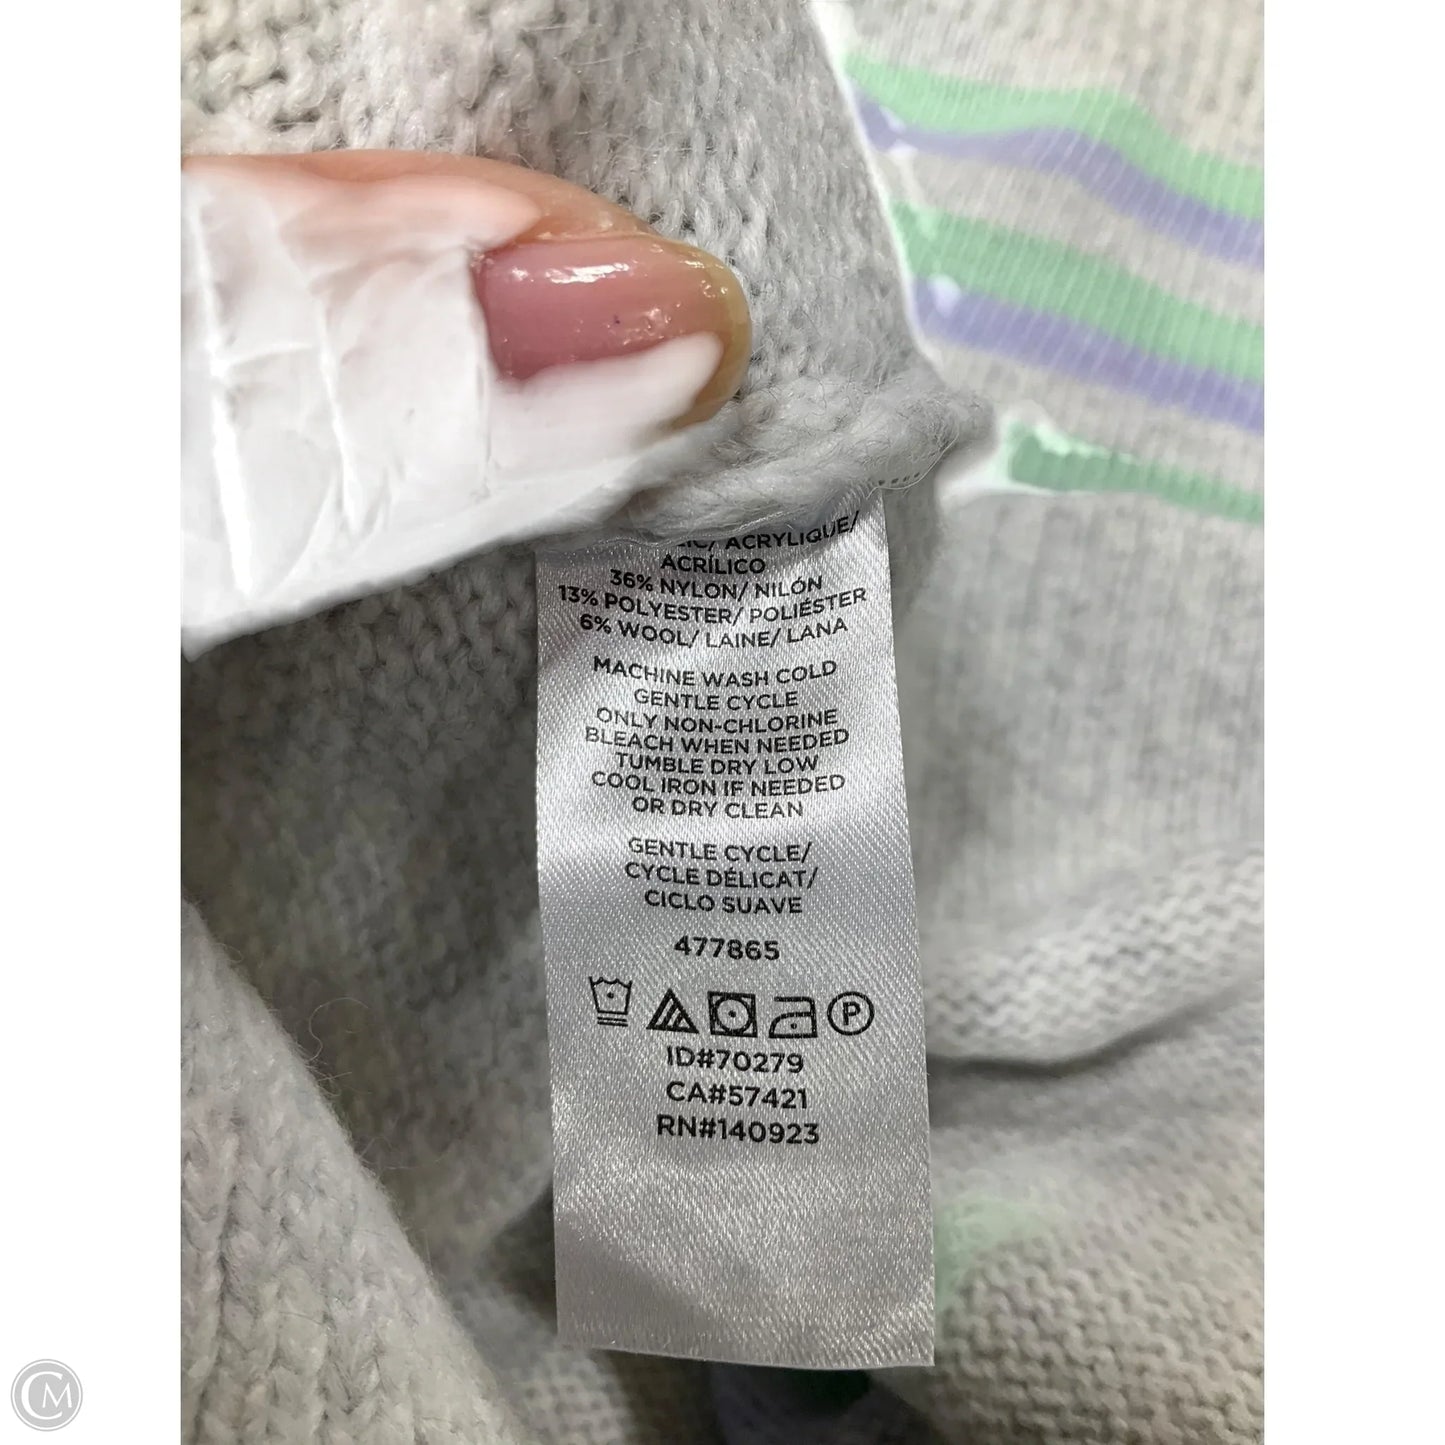 ACRYLIQUE/
ACRÍLICO
36% NYLON/ NILÓN
13% POLYESTER/ POLIÉSTER
6% WOOL/ LAINE/ LANA
MACHINE WASH COLD
GENTLE CYCLE
ONLY NON-CHLORINE
BLEACH WHEN NEEDED
TUMBLE DRY LOW
COOL IRON IF NEEDED
OR DRY CLEAN
GENTLE CYCLE/
CYCLE DÉLICAT/
CICLO SUAVE
477865
P
ID#70279
CA#57421
RN#140923
CM